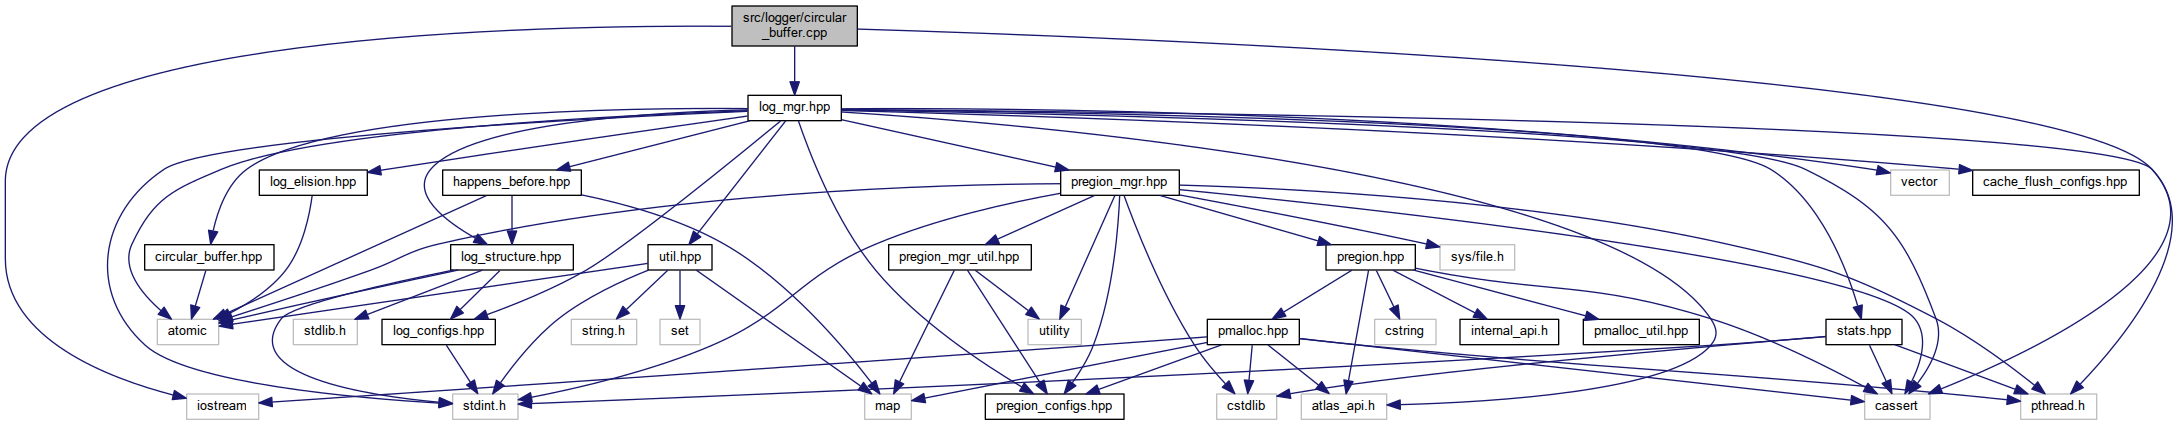 src/logger/circular
_buffer.cpp
log_mgr.hpp
log_elision.hpp
happens_before.hpp
pregion_mgr.hpp
vector
cache_flush_configs.hpp
circular_buffer.hpp
log_structure.hpp
util.hpp
pregion_mgr_util.hpp
pregion.hpp
sys/file.h
atomic
stdlib.h
log_configs.hpp
string.h
set
utility
pmalloc.hpp
cstring
internal_api.h
pmalloc_util.hpp
stats.hpp
iostream
stdint.h
map
pregion_configs.hpp
cstdlib
atlas_api.h
cassert
pthread.h